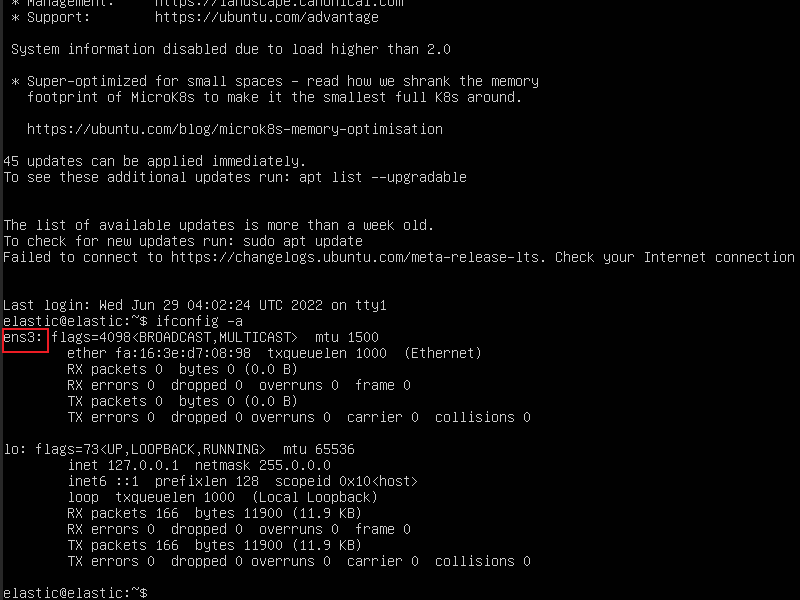 * Management:     https://landscape.canonical.com
* Support:        https://ubuntu.com/advantage
System information disabled due to load higher than 2.0
* Super-optimized for small spaces - read how we shrank the memory
footprint of MicroK8s to make it the smallest full K8s around.
https://ubuntu.com/blog/microk8s-memory-optimisation
45 updates can be applied immediately.
To see these additional updates run: apt list --upgradable
The list of available updates is more than a week old.
To check for new updates run: sudo apt update
Failed to connect to https://changelogs.ubuntu.com/meta-release-lts. Check your Internet connection
Last login: Wed Jun 29 04:02:24 UTC 2022 on tty1
elastic@elastic:~$ ifconfig -a
ens3: flags=4098<BROADCAST,MULTICAST>  mtu 1500
ether fa:16:3e:d7:08:98  txqueuelen 1000  (Ethernet)
RX packets 0  bytes 0 (0.0 B)
RX errors 0  dropped 0  overruns 0  frame 0
TX packets 0  bytes 0 (0.0 B)
TX errors 0  dropped 0 overruns 0  carrier 0  collisions 0
lo: flags=73<UP,LOOPBACK,RUNNING>  mtu 65536
inet 127.0.0.1  netmask 255.0.0.0
inet6 ::1  prefixlen 128  scopeid 0x10<host>
loop  txqueuelen 1000  (Local Loopback)
RX packets 166  bytes 11900 (11.9 KB)
RX errors 0  dropped 0  overruns 0  frame 0
TX packets 166  bytes 11900 (11.9 KB)
TX errors 0  dropped 0 overruns 0  carrier 0  collisions 0
elastic@elastic:~$